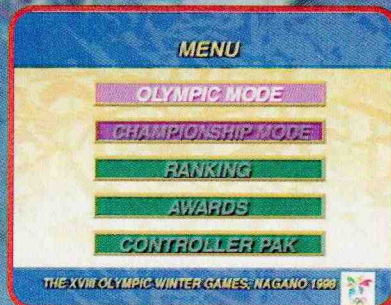 MENU
OLYMPIC MODE
CHAMPIONSHIP MODE
RANKING
AWARDS
CONTROLLER PAK
THE XVIII OLYMPIC WINTER GAMES, NAGANO 1998